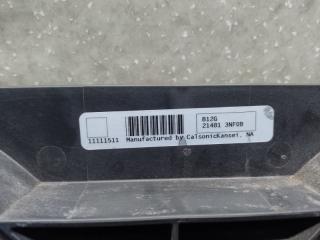 B12G
21481 3NF0B
11111511 Manufactured by CalsonicKansei, NA